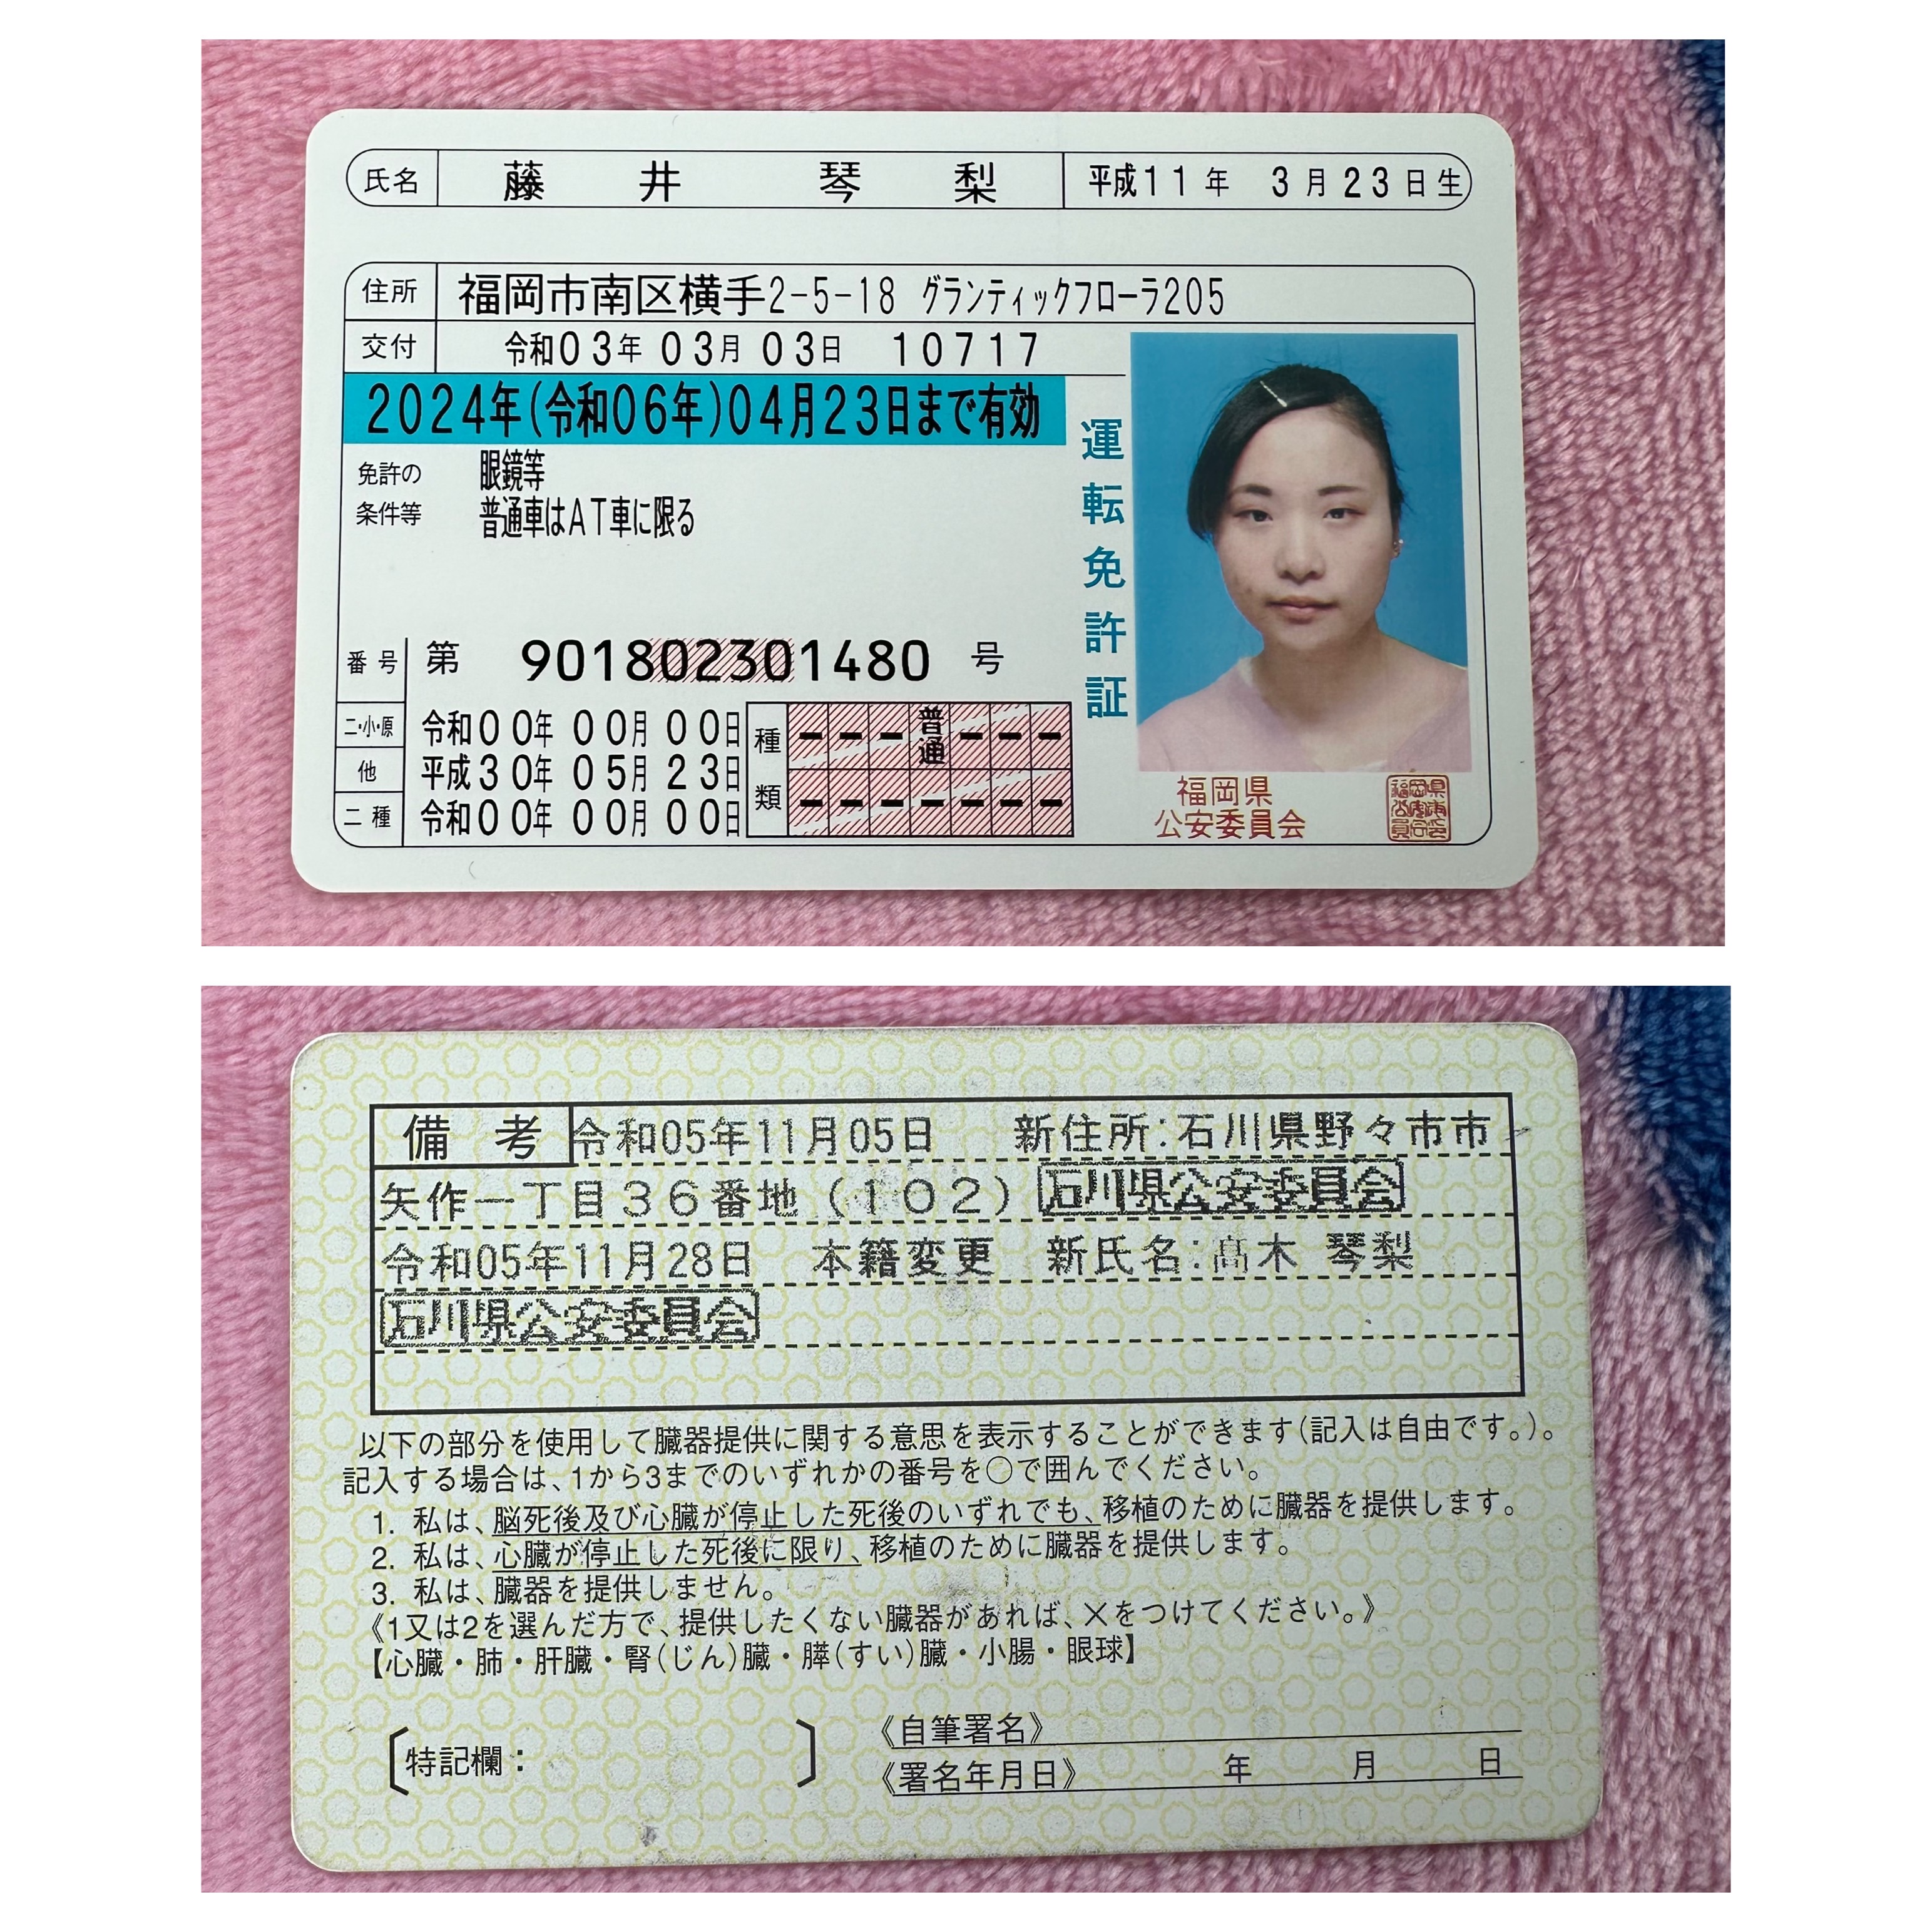 氏名 藤井 琴梨 平成11年 3月23日生
住所 福岡市南区横手2-5-18 グランティックフローラ205
交付 令和03年03月03日 10717
2024年(令和06年)04月23日まで有効
免許の 眼鏡等
条件等 普通車はAT車に限る
運転免許証
番号 第 901802301480 号
二・小・原 令和00年00月00日
他 平成30年05月23日
二種 令和00年00月00日
種類 - - - 普通 - - -
- - - - - - -
福岡県
公安委員会
備考 令和05年11月05日 新住所:石川県野々市市
矢作一丁目36番地(102) 石川県公安委員会
令和05年11月28日 本籍変更 新氏名:髙木 琴梨
石川県公安委員会
以下の部分を使用して臓器提供に関する意思を表示することができます(記入は自由です。)。
記入する場合は、1から3までのいずれかの番号を○で囲んでください。
1. 私は、脳死後及び心臓が停止した死後のいずれでも、移植のために臓器を提供します。
2. 私は、心臓が停止した死後に限り、移植のために臓器を提供します。
3. 私は、臓器を提供しません。
《1又は2を選んだ方で、提供したくない臓器があれば、×をつけてください。》
【心臓・肺・肝臓・腎(じん)臓・膵(すい)臓・小腸・眼球】
〔特記欄: 〕
《自筆署名》
《署名年月日》 年 月 日